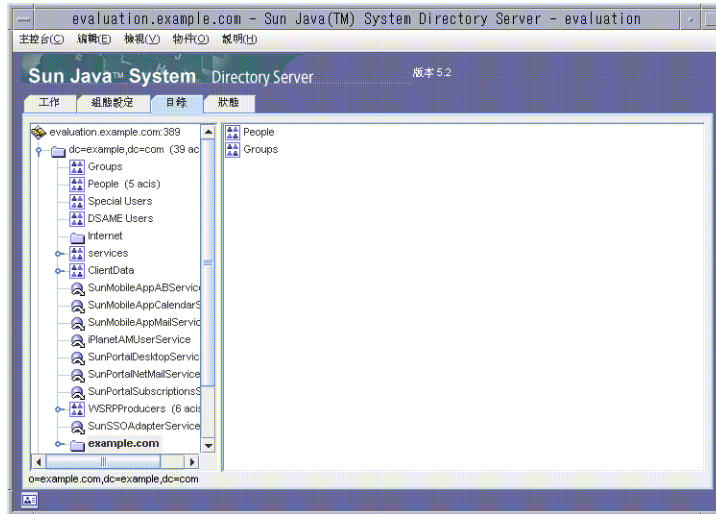 evaluation.example.com - Sun Java(TM) System Directory Server - evaluation
主控台(C) 編輯(E) 檢視(V) 物件(O) 說明(H)
Sun Java™ System Directory Server 版本 5.2
工作 組態設定 目錄 狀態
evaluation.example.com:389
dc=example,dc=com (39 ac
Groups
People (5 acis)
Special Users
DSAME Users
Internet
services
ClientData
SunMobileAppABService
SunMobileAppCalendarS
SunMobileAppMailServic
iPlanetAMUserService
SunPortalDesktopServic
SunPortalNetMailService
SunPortalSubscriptionsS
WSRPProducers (6 acis
SunSSOAdapterService
example.com
People
Groups
o=example.com,dc=example,dc=com